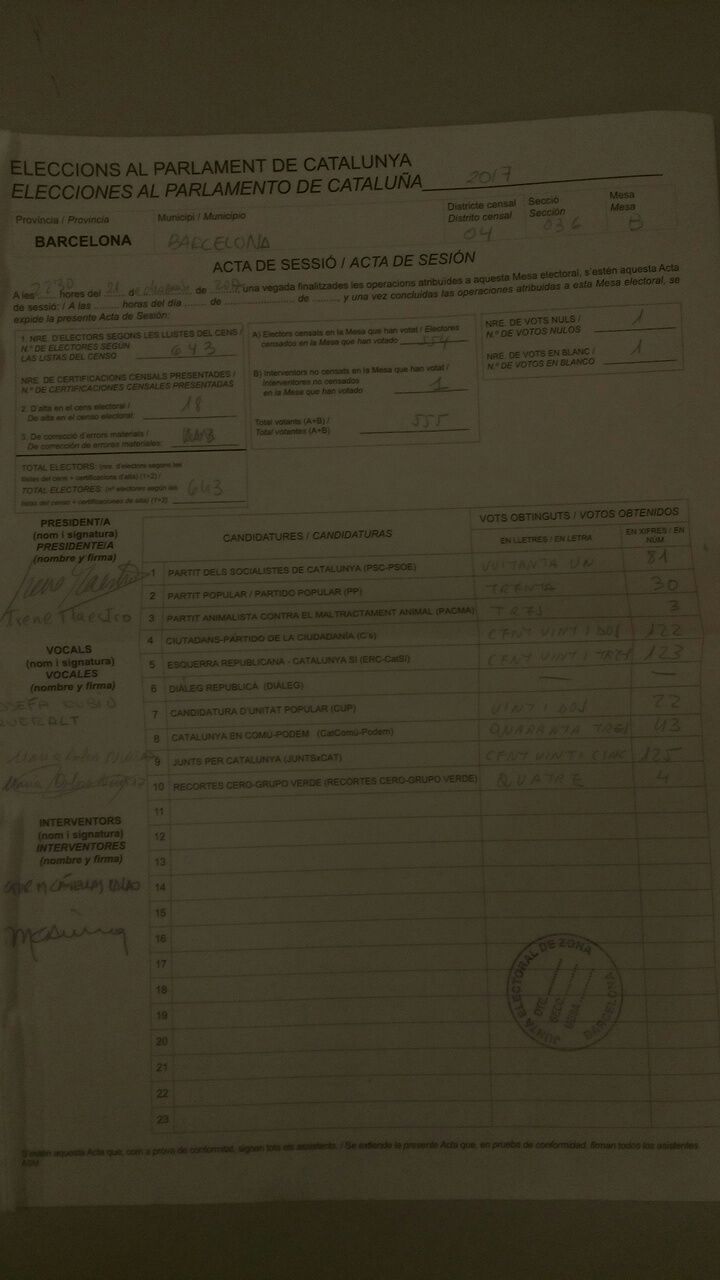 ELECCIONS AL PARLAMENT DE CATALUNYA
ELECCIONES AL PARLAMENTO DE CATALUÑA 2017
Província / Provincia
Municipi / Municipio
Districte censal
Distrito censal
Secció
Sección
Mesa
Mesa
BARCELONA
BARCELONA
04
036
B
ACTA DE SESSIÓ / ACTA DE SESIÓN
A les 2230 hores del 21 de de una vegada finalitzades les operacions atribuïdes a aquesta Mesa electoral, s'estén aquesta Acta
de sessió: / A las ........ horas del día ........ de ........................ de ......... y una vez concluidas las operaciones atribuidas a esta Mesa electoral, se
expide la presente Acta de Sesión:
1. NRE. D'ELECTORS SEGONS LES LLISTES DEL CENS /
N.º DE ELECTORES SEGÚN
LAS LISTAS DEL CENSO 643
NRE. DE CERTIFICACIONS CENSALS PRESENTADES /
N.º DE CERTIFICACIONES CENSALES PRESENTADAS
2. D'alta en el cens electoral /
De alta en el censo electoral: 18
3. De correcció d'errors materials /
De corrección de errores materiales:
TOTAL ELECTORS: (nre. d'electors segons les
llistes del cens + certificacions d'alta) (1+2) /
TOTAL ELECTORES: (nº electores según las
listas del censo + certificaciones de alta) (1+2) 643
A) Electors censats en la Mesa que han votat / Electores
censados en la Mesa que han votado 554
B) Interventors no censats en la Mesa que han votat /
Interventores no censados
en la Mesa que han votado 1
Total votants (A+B) /
Total votantes (A+B) 555
NRE. DE VOTS NULS /
N.º DE VOTOS NULOS 1
NRE. DE VOTS EN BLANC /
N.º DE VOTOS EN BLANCO 1
PRESIDENT/A
(nom i signatura)
PRESIDENTE/A
(nombre y firma)
Irene Maestro
Irene Maestro
VOCALS
(nom i signatura)
VOCALES
(nombre y firma)
RUBIO
INTERVENTORS
(nom i signatura)
INTERVENTORES
(nombre y firma)
CANDIDATURES / CANDIDATURAS
VOTS OBTINGUTS / VOTOS OBTENIDOS
EN LLETRES / EN LETRA
EN XIFRES / EN NÚM
1 PARTIT DELS SOCIALISTES DE CATALUNYA (PSC-PSOE) VUITANTA UN 81
2 PARTIT POPULAR / PARTIDO POPULAR (PP) TRENTA 30
3 PARTIT ANIMALISTA CONTRA EL MALTRACTAMENT ANIMAL (PACMA) TRES 3
4 CIUTADANS-PARTIDO DE LA CIUDADANÍA (C's) CENT VINT I DOS 122
5 ESQUERRA REPUBLICANA - CATALUNYA SÍ (ERC-CatSí) CENT VINT I TRES 123
6 DIÀLEG REPUBLICÀ (DIÀLEG) — —
7 CANDIDATURA D'UNITAT POPULAR (CUP) VINT I DOS 22
8 CATALUNYA EN COMÚ-PODEM (CatComú-Podem) QUARANTA TRES 43
9 JUNTS PER CATALUNYA (JUNTSxCAT) CENT VINT I CINC 125
10 RECORTES CERO-GRUPO VERDE (RECORTES CERO-GRUPO VERDE) QUATRE 4
11
12
13
14
15
16
17
18
19
20
21
22
23
JUNTA ELECTORAL DE ZONA
DTE.
SECC.
MESA
BARCELONA
S'estén aquesta Acta que, com a prova de conformitat, signen tots els assistents. / Se extiende la presente Acta que, en prueba de conformidad, firman todos los asistentes.